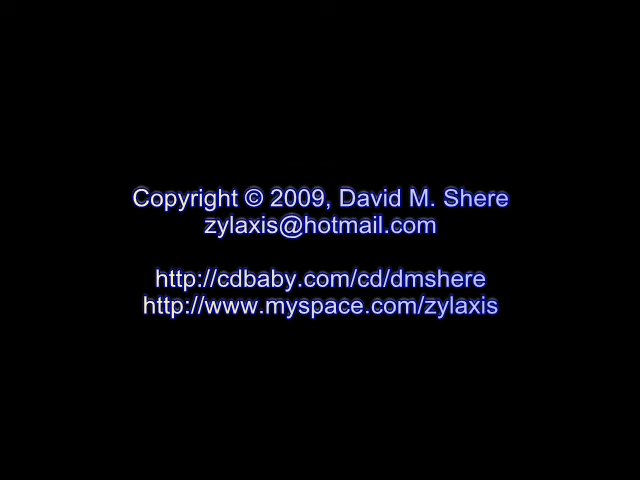 Copyright © 2009, David M. Shere
zylaxis@hotmail.com
http://cdbaby.com/cd/dmshere
http://www.myspace.com/zylaxis